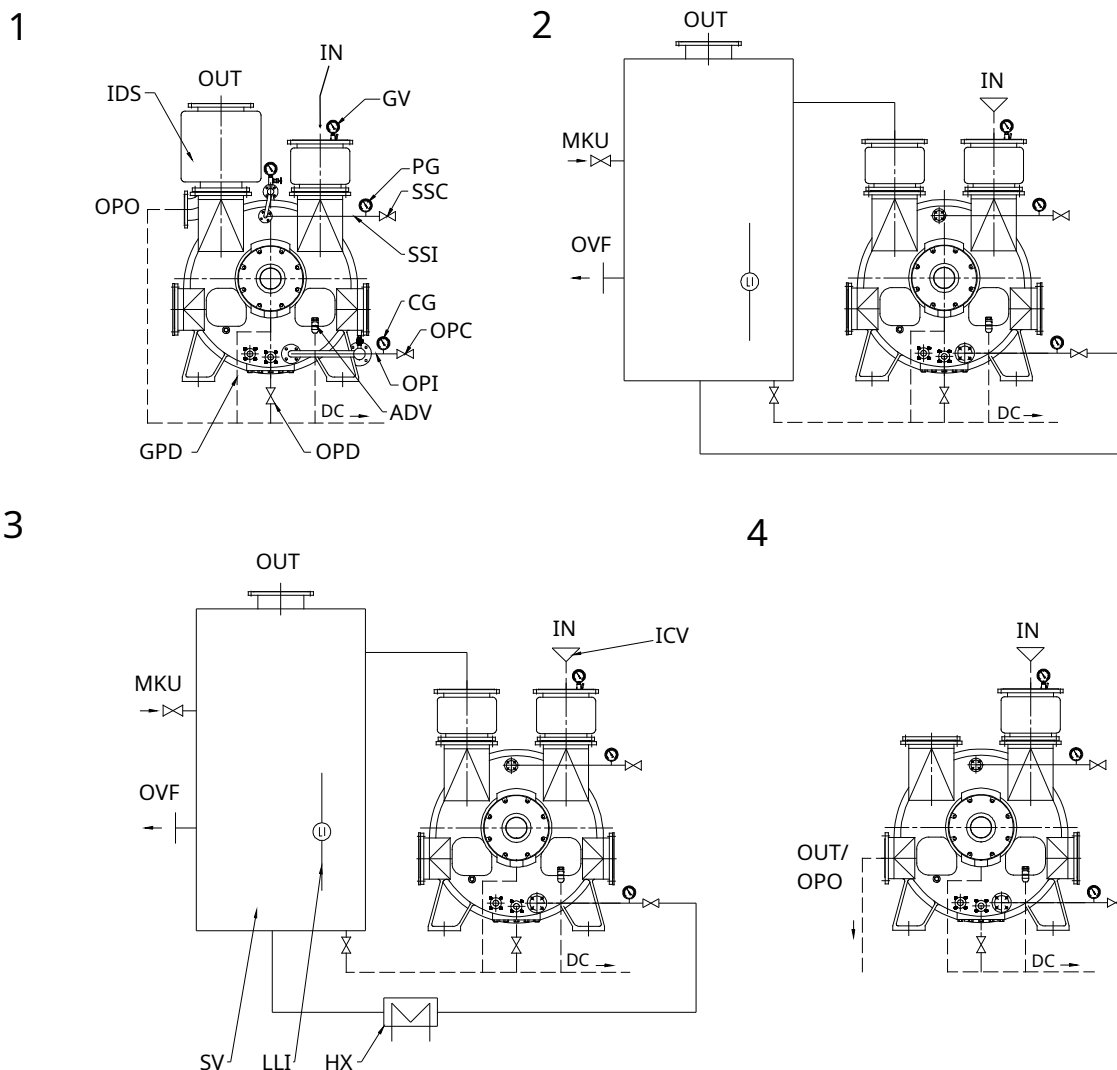 1
IN
OUT
IDS
GV
PG
OPO
SSC
SSI
CG
OPC
OPI
DC
ADV
GPD
OPD
2
OUT
IN
MKU
OVF
LI
DC
3
OUT
IN
ICV
MKU
OVF
LI
DC
SV
LLI
HX
4
IN
OUT/
OPO
DC